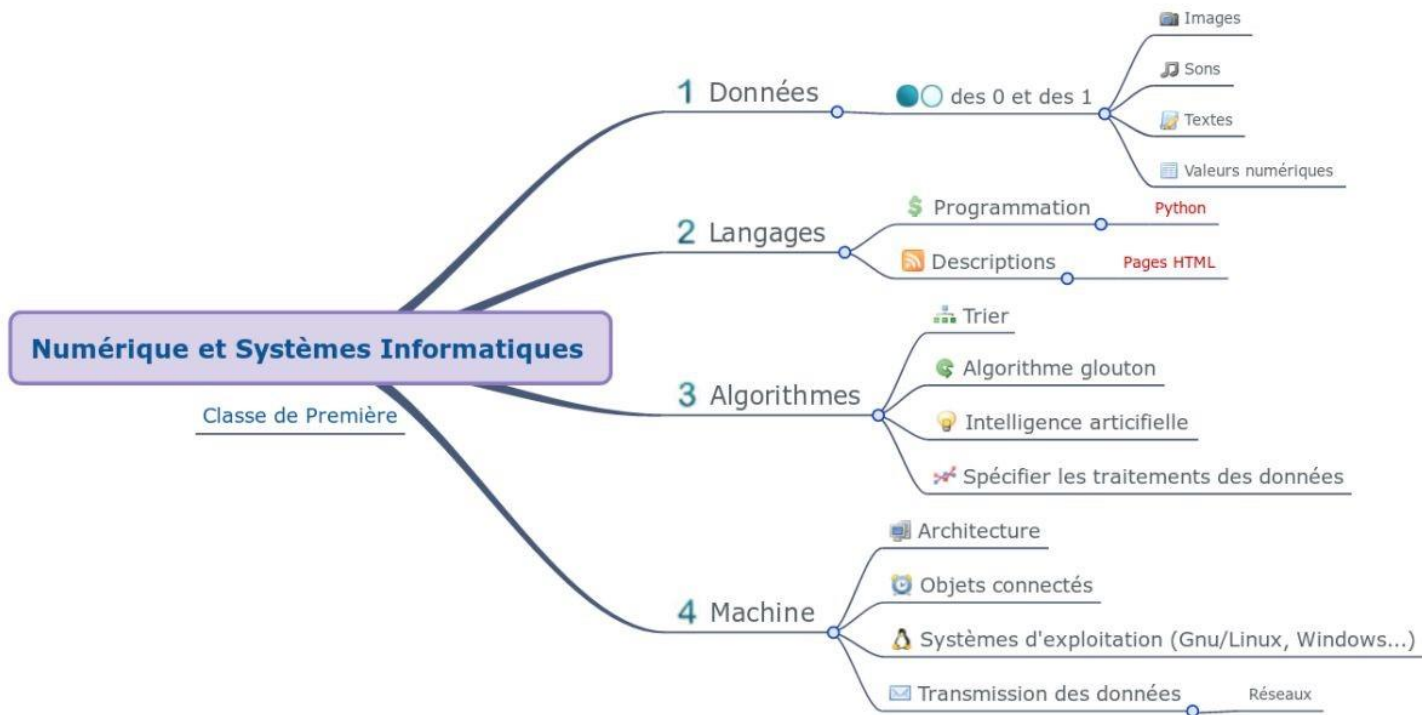 Numérique et Systèmes Informatiques
Classe de Première
1 Données
des 0 et des 1
Images
Sons
Textes
Valeurs numériques
2 Langages
Programmation
Python
Descriptions
Pages HTML
3 Algorithmes
Trier
Algorithme glouton
Intelligence articifielle
Spécifier les traitements des données
4 Machine
Architecture
Objets connectés
Systèmes d'exploitation (Gnu/Linux, Windows...)
Transmission des données
Réseaux